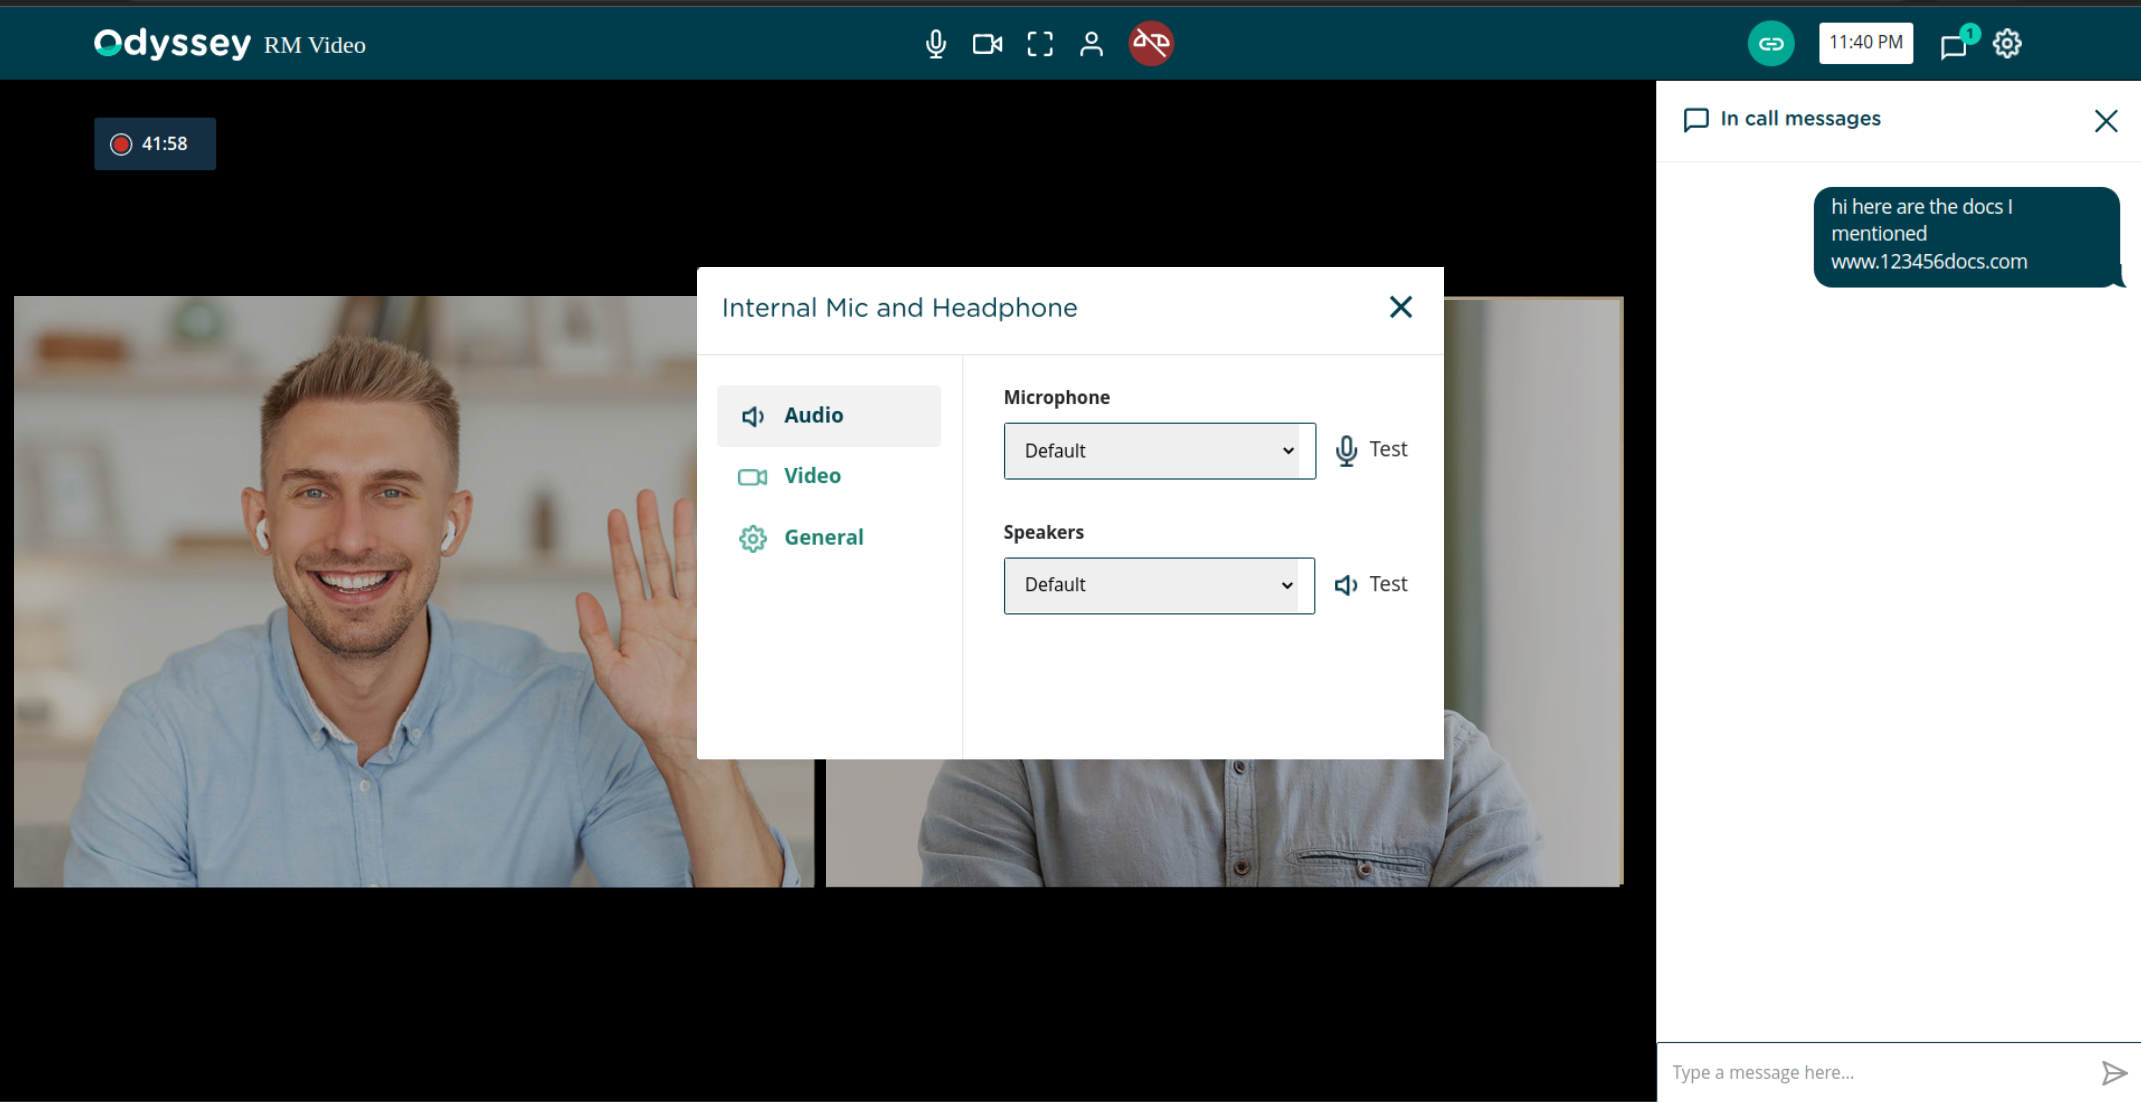 Odyssey RM Video
11:40 PM
1
41:58
In call messages
hi here are the docs I
mentioned
www.123456docs.com
Internal Mic and Headphone
Audio
Video
General
Microphone
Default
Test
Speakers
Default
Test
Type a message here...